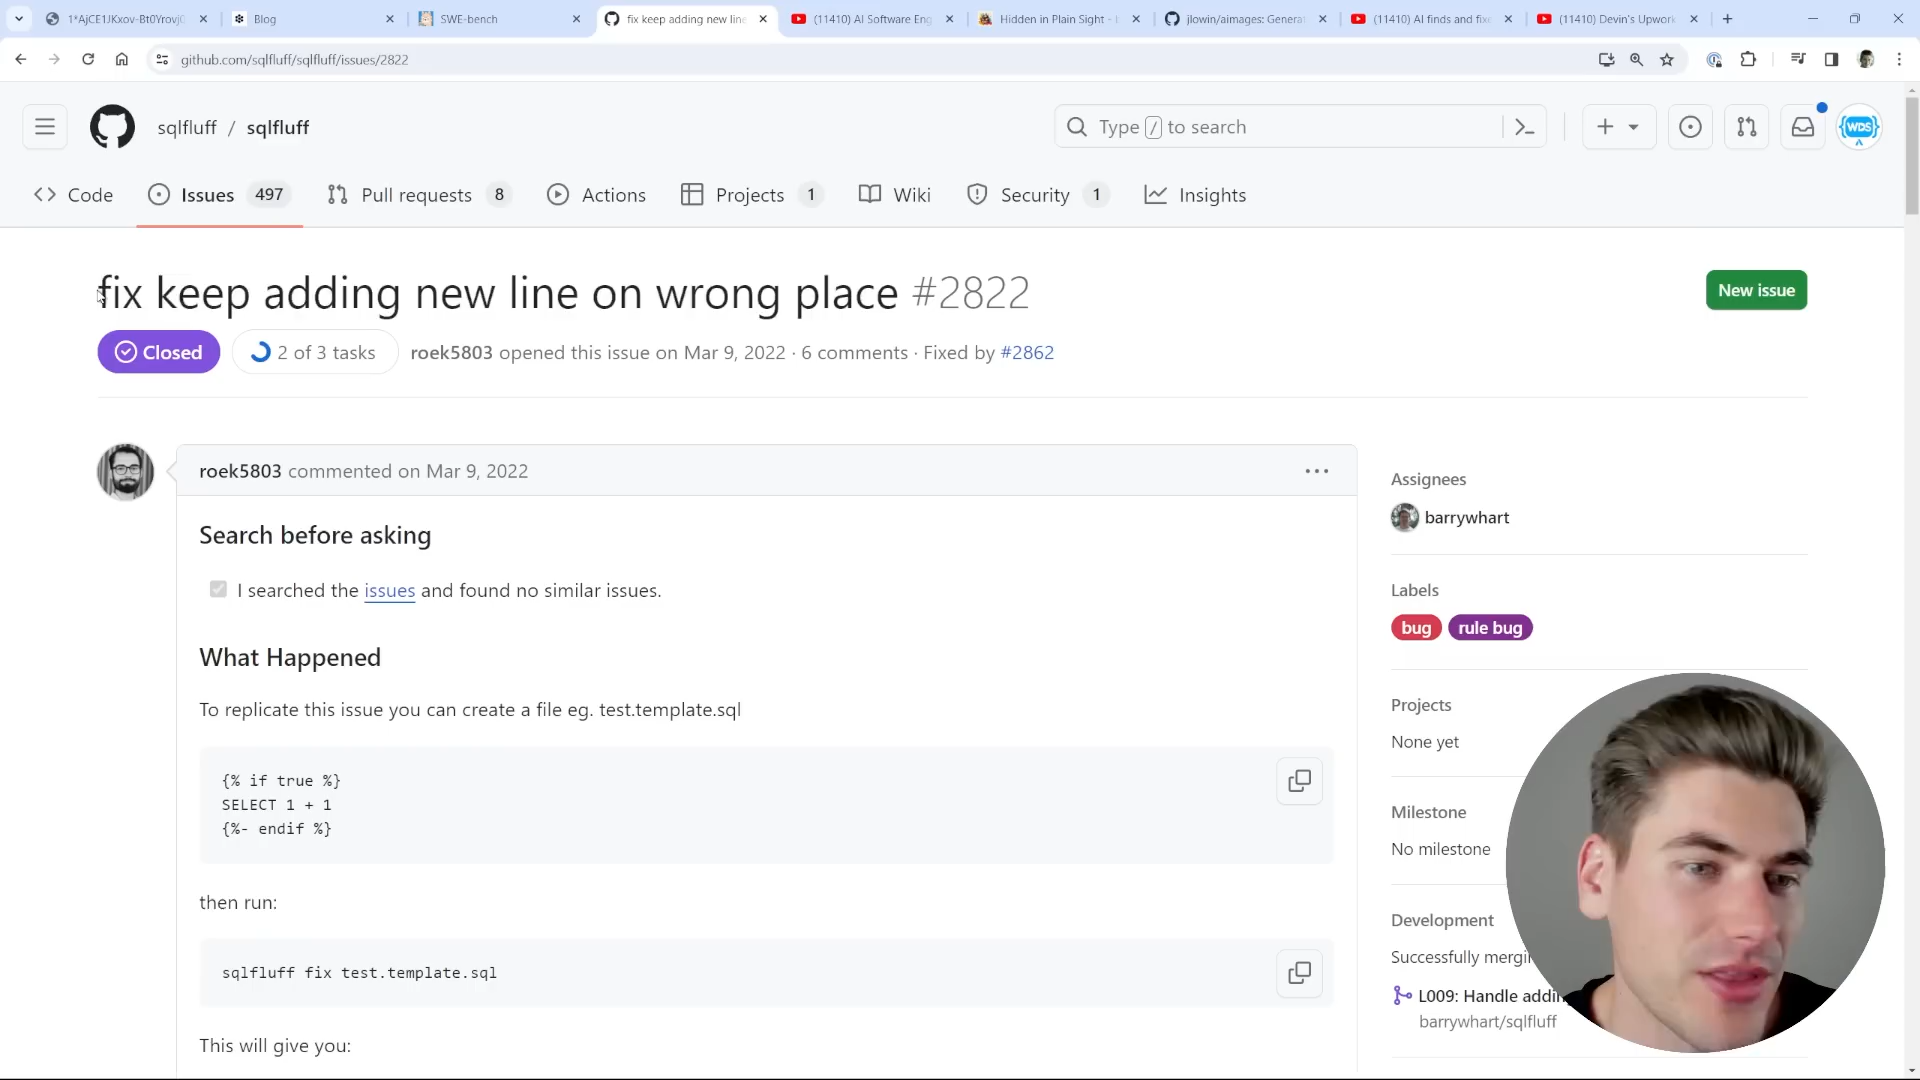 1*AjCE1JKxov-Bt0Yrovj0
Blog
SWE-bench
fix keep adding new line
(11410) AI Software Eng
Hidden in Plain Sight -
jlowin/aimages: Generat
(11410) AI finds and fixe
(11410) Devin's Upwork
github.com/sqlfluff/sqlfluff/issues/2822
sqlfluff / sqlfluff
Type / to search
WDS
Code
Issues 497
Pull requests 8
Actions
Projects 1
Wiki
Security 1
Insights
fix keep adding new line on wrong place #2822
New issue
Closed
2 of 3 tasks
roek5803 opened this issue on Mar 9, 2022 · 6 comments · Fixed by #2862
roek5803 commented on Mar 9, 2022
Search before asking
I searched the issues and found no similar issues.
What Happened
To replicate this issue you can create a file eg. test.template.sql
{% if true %}
SELECT 1 + 1
{%- endif %}
then run:
sqlfluff fix test.template.sql
This will give you:
Assignees
barrywhart
Labels
bug
rule bug
Projects
None yet
Milestone
No milestone
Development
Successfully mergin
L009: Handle addin
barrywhart/sqlfluff